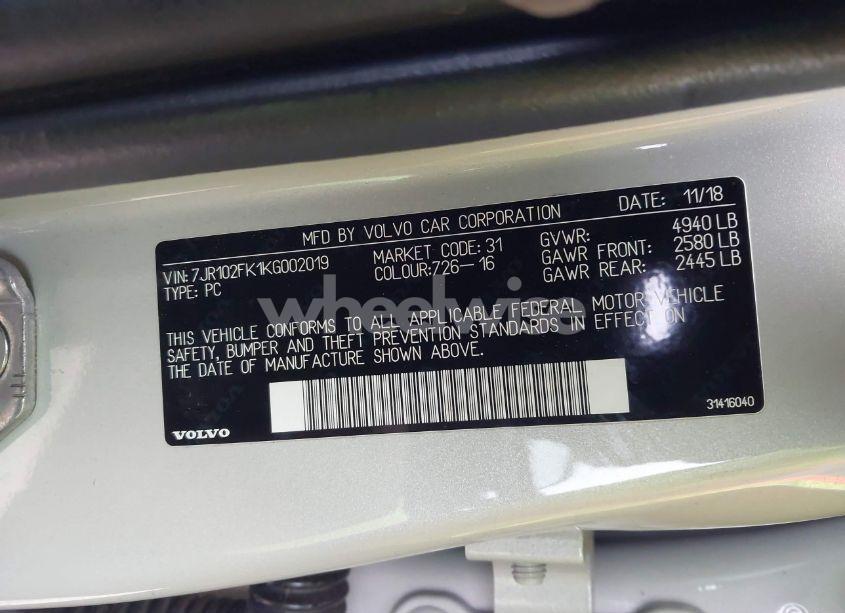 MFD BY VOLVO CAR CORPORATION DATE: 11/18
VIN: 7JR102FK1KG002019 MARKET CODE: 31 GVWR: 4940 LB
TYPE: PC COLOUR: 726-16 GAWR FRONT: 2580 LB
GAWR REAR: 2445 LB
wheelwise
THIS VEHICLE CONFORMS TO ALL APPLICABLE FEDERAL MOTOR VEHICLE
SAFETY, BUMPER AND THEFT PREVENTION STANDARDS IN EFFECT ON
THE DATE OF MANUFACTURE SHOWN ABOVE.
VOLVO
31416040